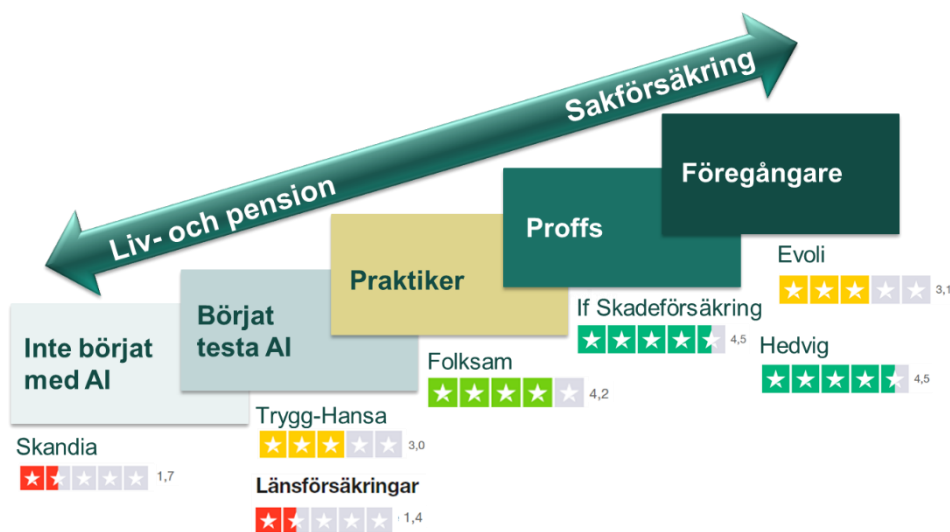 Sakförsäkring
Liv- och pension
Föregångare
Proffs
Praktiker
Börjat
testa AI
Inte börjat
med AI
Evoli
3,1
If Skadeförsäkring
4,5
Hedvig
4,5
Folksam
4,2
Trygg-Hansa
3,0
Skandia
1,7
Länsförsäkringar
1,4